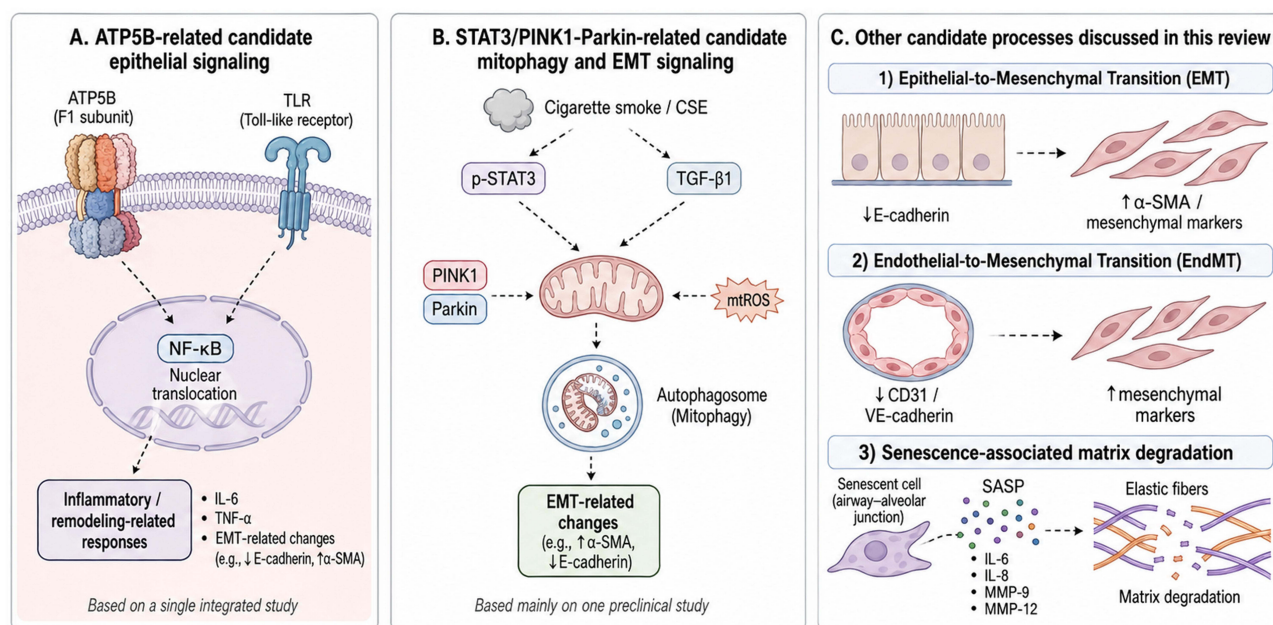 A. ATP5B-related candidate
epithelial signaling
ATP5B
(F1 subunit)
TLR
(Toll-like receptor)
NF-κB
Nuclear
translocation
Inflammatory /
remodeling-related
responses
• IL-6
• TNF-α
• EMT-related changes
(e.g., ↓E-cadherin, ↑α-SMA)
Based on a single integrated study
B. STAT3/PINK1-Parkin-related candidate
mitophagy and EMT signaling
Cigarette smoke / CSE
p-STAT3
TGF-β1
PINK1
Parkin
mtROS
Autophagosome
(Mitophagy)
EMT-related
changes
(e.g., ↑α-SMA,
↓E-cadherin)
Based mainly on one preclinical study
C. Other candidate processes discussed in this review
1) Epithelial-to-Mesenchymal Transition (EMT)
↓E-cadherin
↑α-SMA /
mesenchymal markers
2) Endothelial-to-Mesenchymal Transition (EndMT)
↓CD31 /
VE-cadherin
↑mesenchymal
markers
3) Senescence-associated matrix degradation
Senescent cell
(airway–alveolar
junction)
SASP
• IL-6
• IL-8
• MMP-9
• MMP-12
Elastic fibers
Matrix degradation